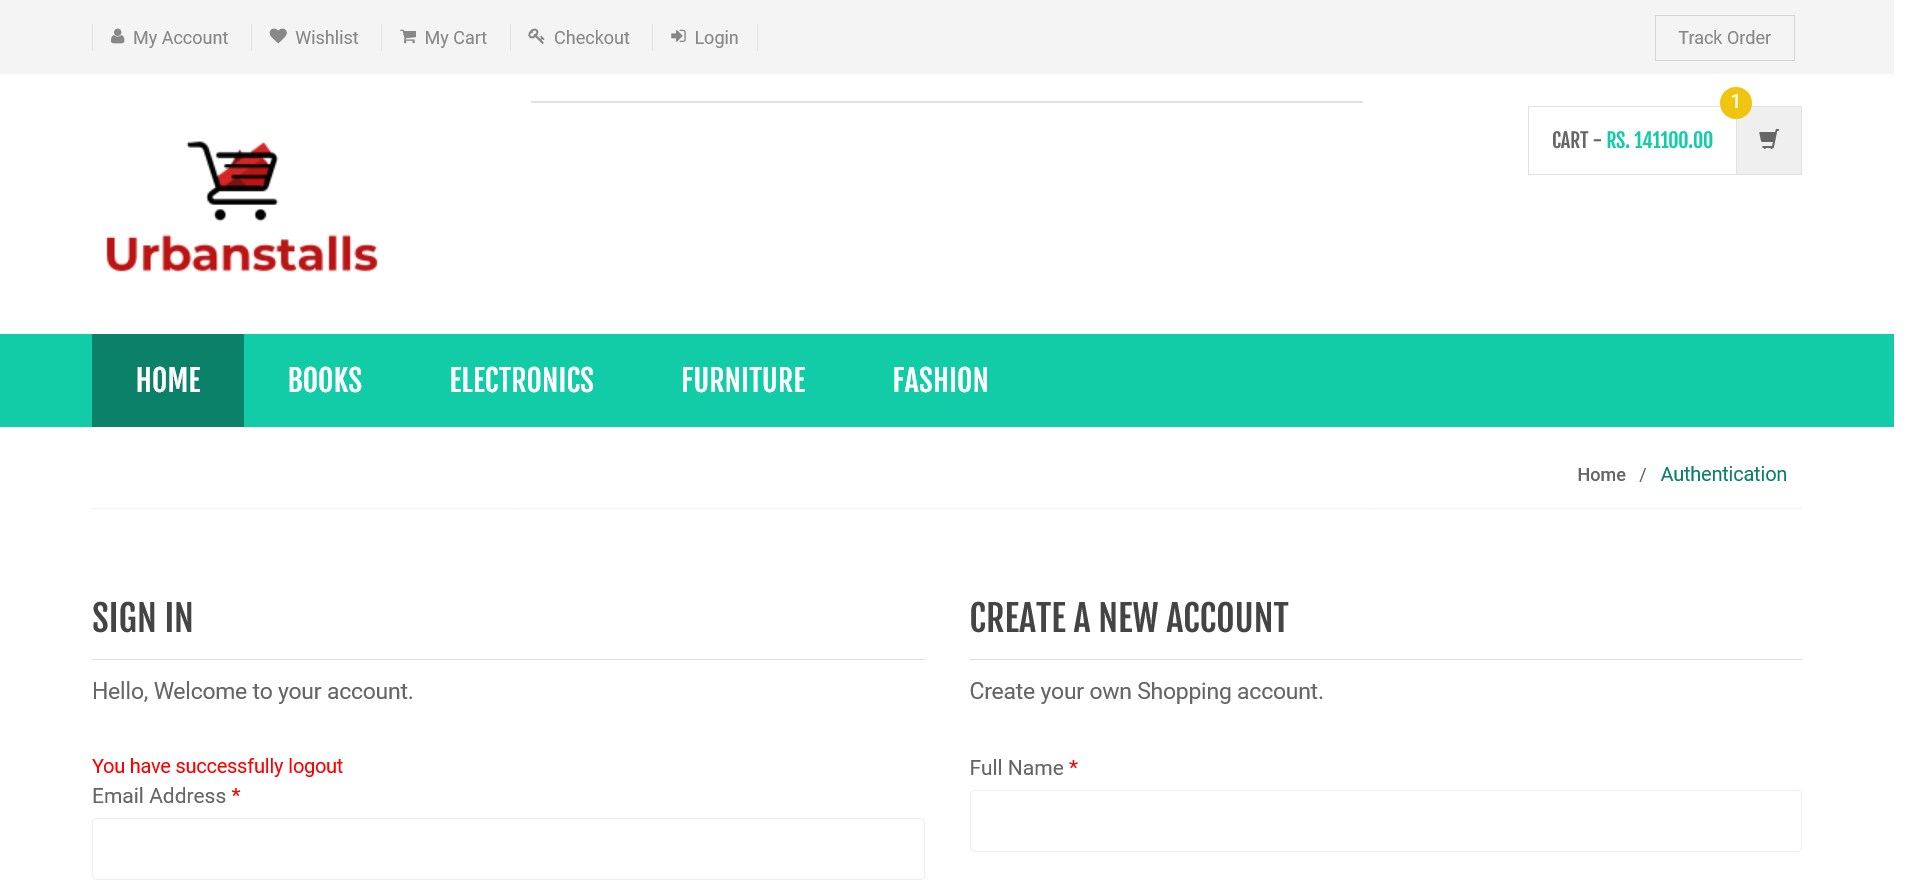 My Account
Wishlist
My Cart
Checkout
Login
Track Order
Urbanstalls
1
CART - RS. 141100.00
HOME
BOOKS
ELECTRONICS
FURNITURE
FASHION
Home / Authentication
SIGN IN
Hello, Welcome to your account.
You have successfully logout
Email Address *
CREATE A NEW ACCOUNT
Create your own Shopping account.
Full Name *